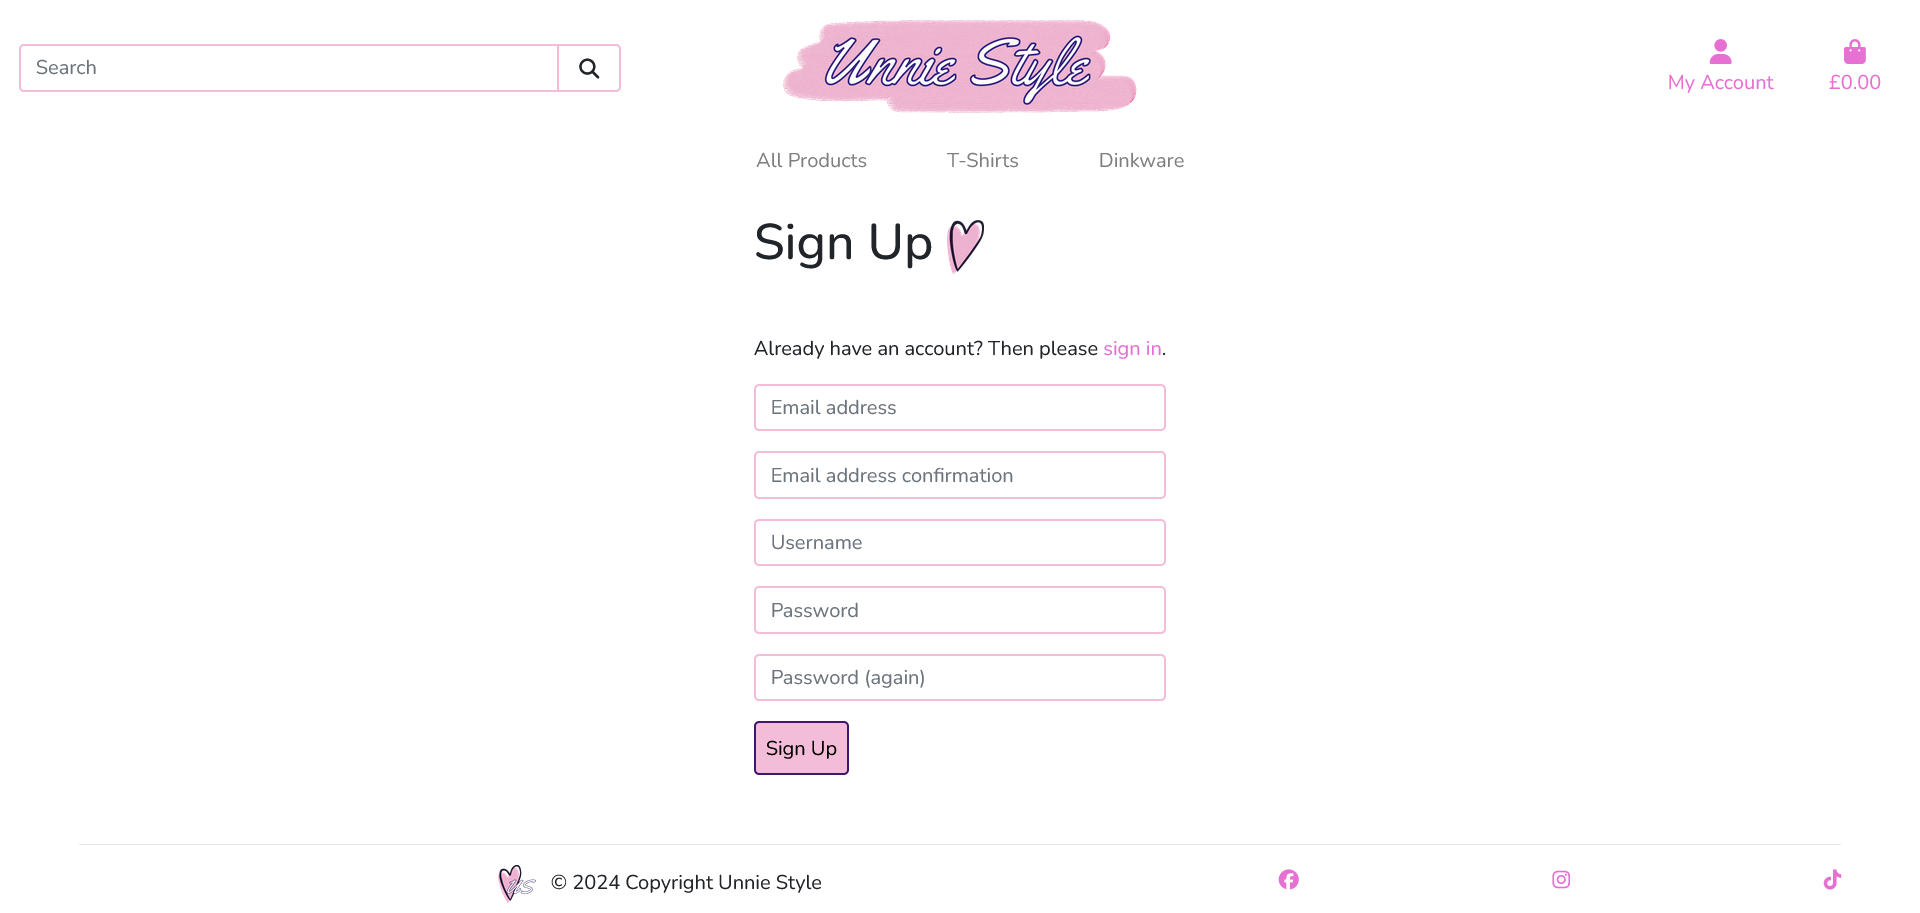 Search
Unnie Style
My Account
£0.00
All Products
T-Shirts
Dinkware
Sign Up
Already have an account? Then please sign in.
Email address
Email address confirmation
Username
Password
Password (again)
Sign Up
US
© 2024 Copyright Unnie Style